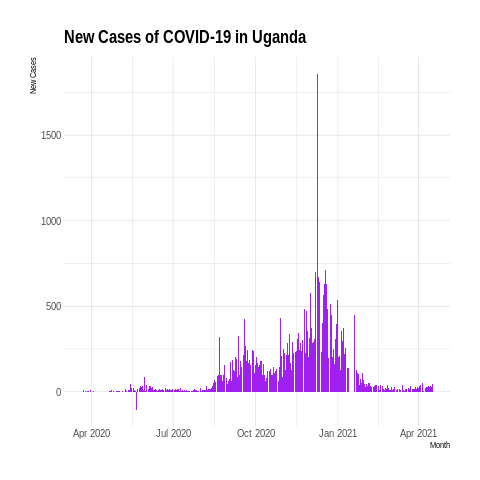 New Cases of COVID-19 in Uganda
New Cases
1500
1000
500
0
Apr 2020 Jul 2020 Oct 2020 Jan 2021 Apr 2021
Month